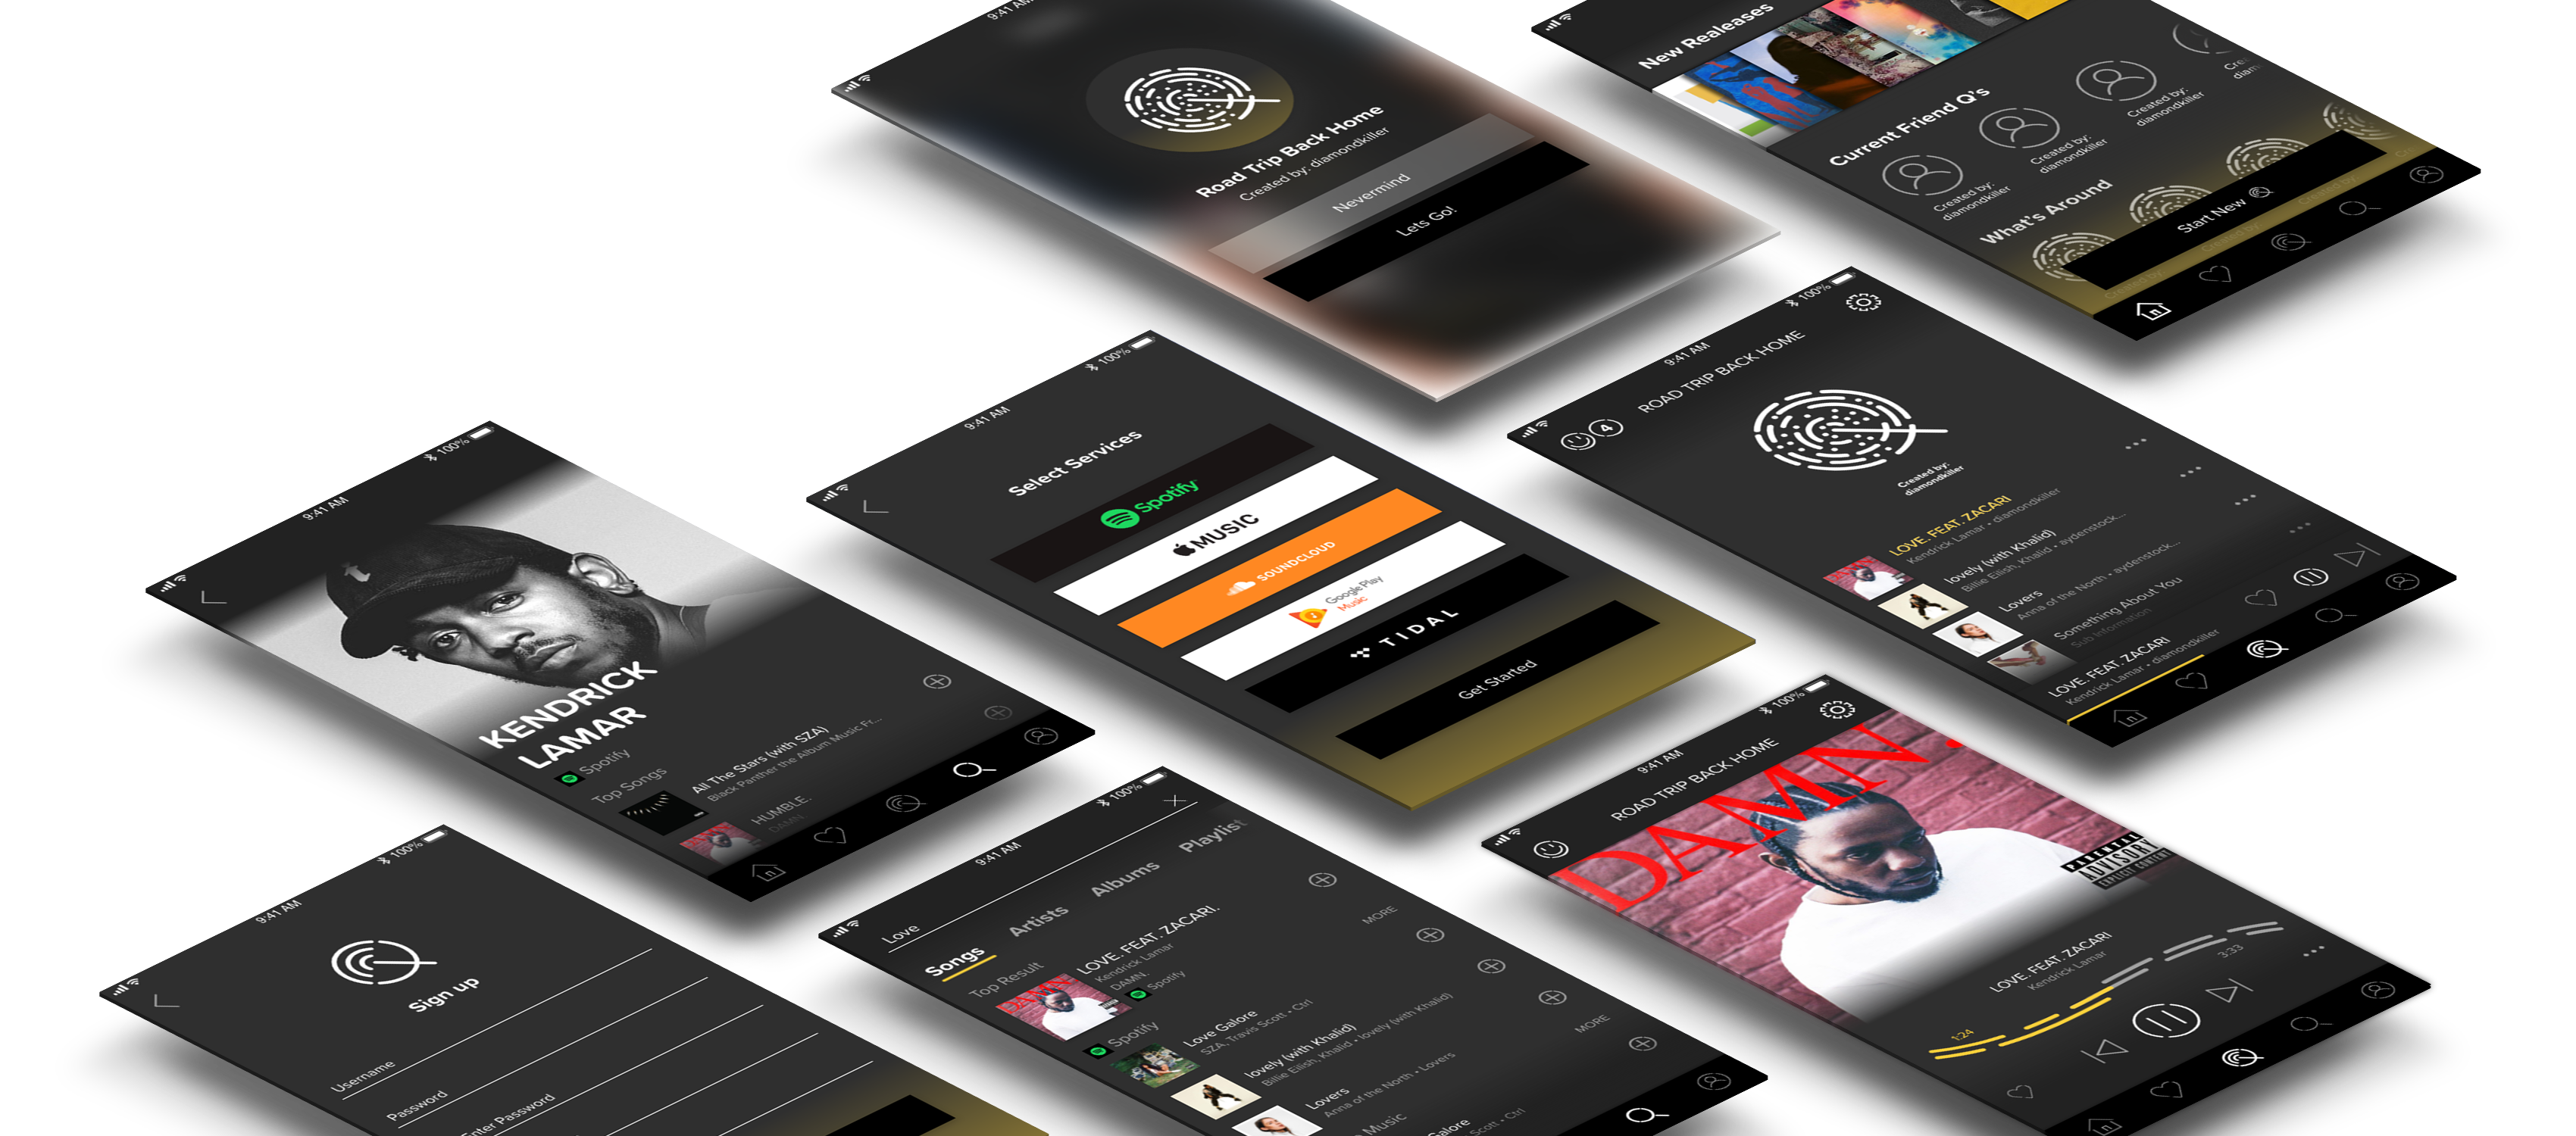 9:41 AM
Road Trip Back Home
Created by: diamondkiller
Nevermind
Lets Go!
New Realeases
Current Friend Q's
Created by:
diamondkiller
Created by:
diamondkiller
Created by:
diamondkiller
What's Around
Start New
9:41 AM
100%
KENDRICK
LAMAR
Spotify
Top Songs
All The Stars (with SZA)
Black Panther the Album Music Fr...
HUMBLE.
DAMN.
9:41 AM
100%
Select Services
Spotify
MUSIC
SOUNDCLOUD
Google Play
Music
TIDAL
Get Started
9:41 AM
100%
4
ROAD TRIP BACK HOME
Created by:
diamondkiller
LOVE. FEAT. ZACARI
Kendrick Lamar • diamondkiller
lovely (with Khalid)
Billie Eilish, Khalid • aydenstock...
Lovers
Anna of the North • aydenstock...
Something About You
Sub Information
LOVE. FEAT. ZACARI
Kendrick Lamar • diamondkiller
9:41 AM
100%
Sign up
Username
Password
Enter Password
9:41 AM
100%
Love
Songs
Artists
Albums
Playlist
Top Result
LOVE. FEAT. ZACARI.
Kendrick Lamar
DAMN.
Spotify
MORE
Spotify
Love Galore
SZA, Travis Scott • Ctrl
lovely (with Khalid)
Billie Eilish, Khalid • lovely (with Khalid)
Lovers
Anna of the North • Lovers
MORE
Music
Scott • Ctrl
9:41 AM
100%
ROAD TRIP BACK HOME
DAMN.
PARENTAL
ADVISORY
EXPLICIT CONTENT
LOVE. FEAT. ZACARI
Kendrick Lamar
1:24
3:33